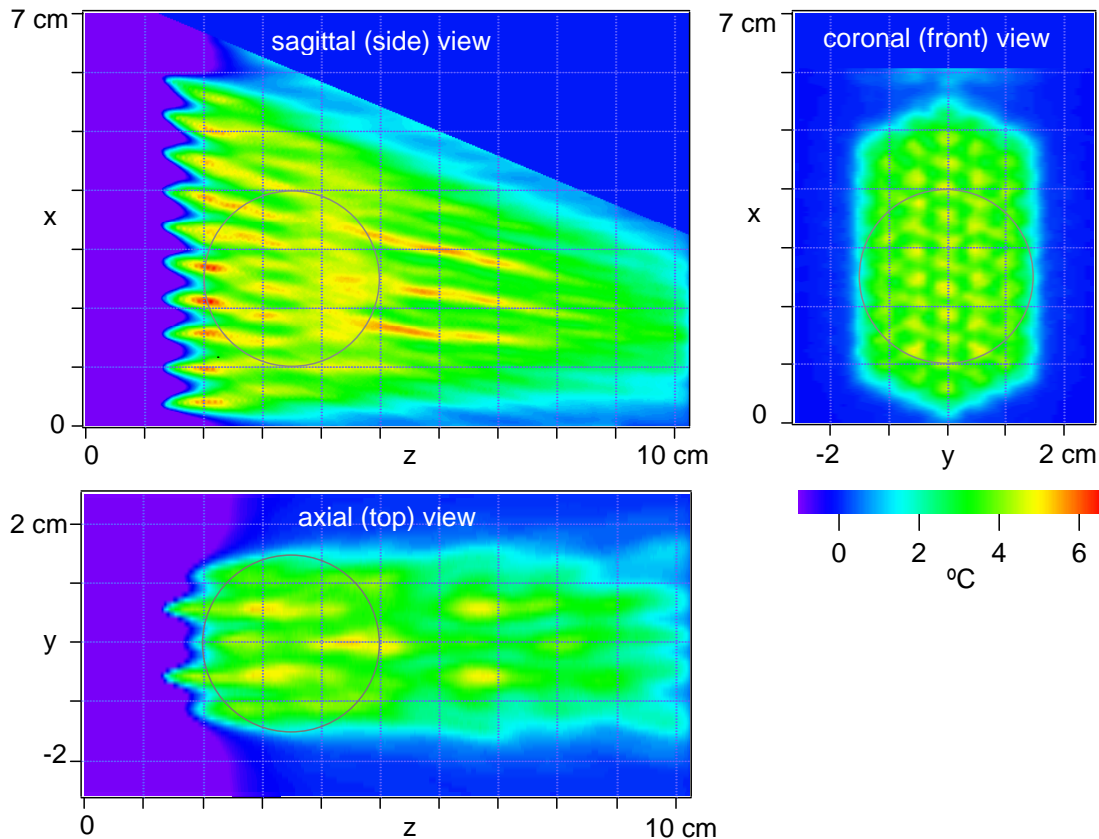 7 cm
sagittal (side) view
x
0
0
z
10 cm
7 cm
coronal (front) view
x
0
-2
y
2 cm
2 cm
axial (top) view
y
-2
0
z
10 cm
0
2
4
6
ºC